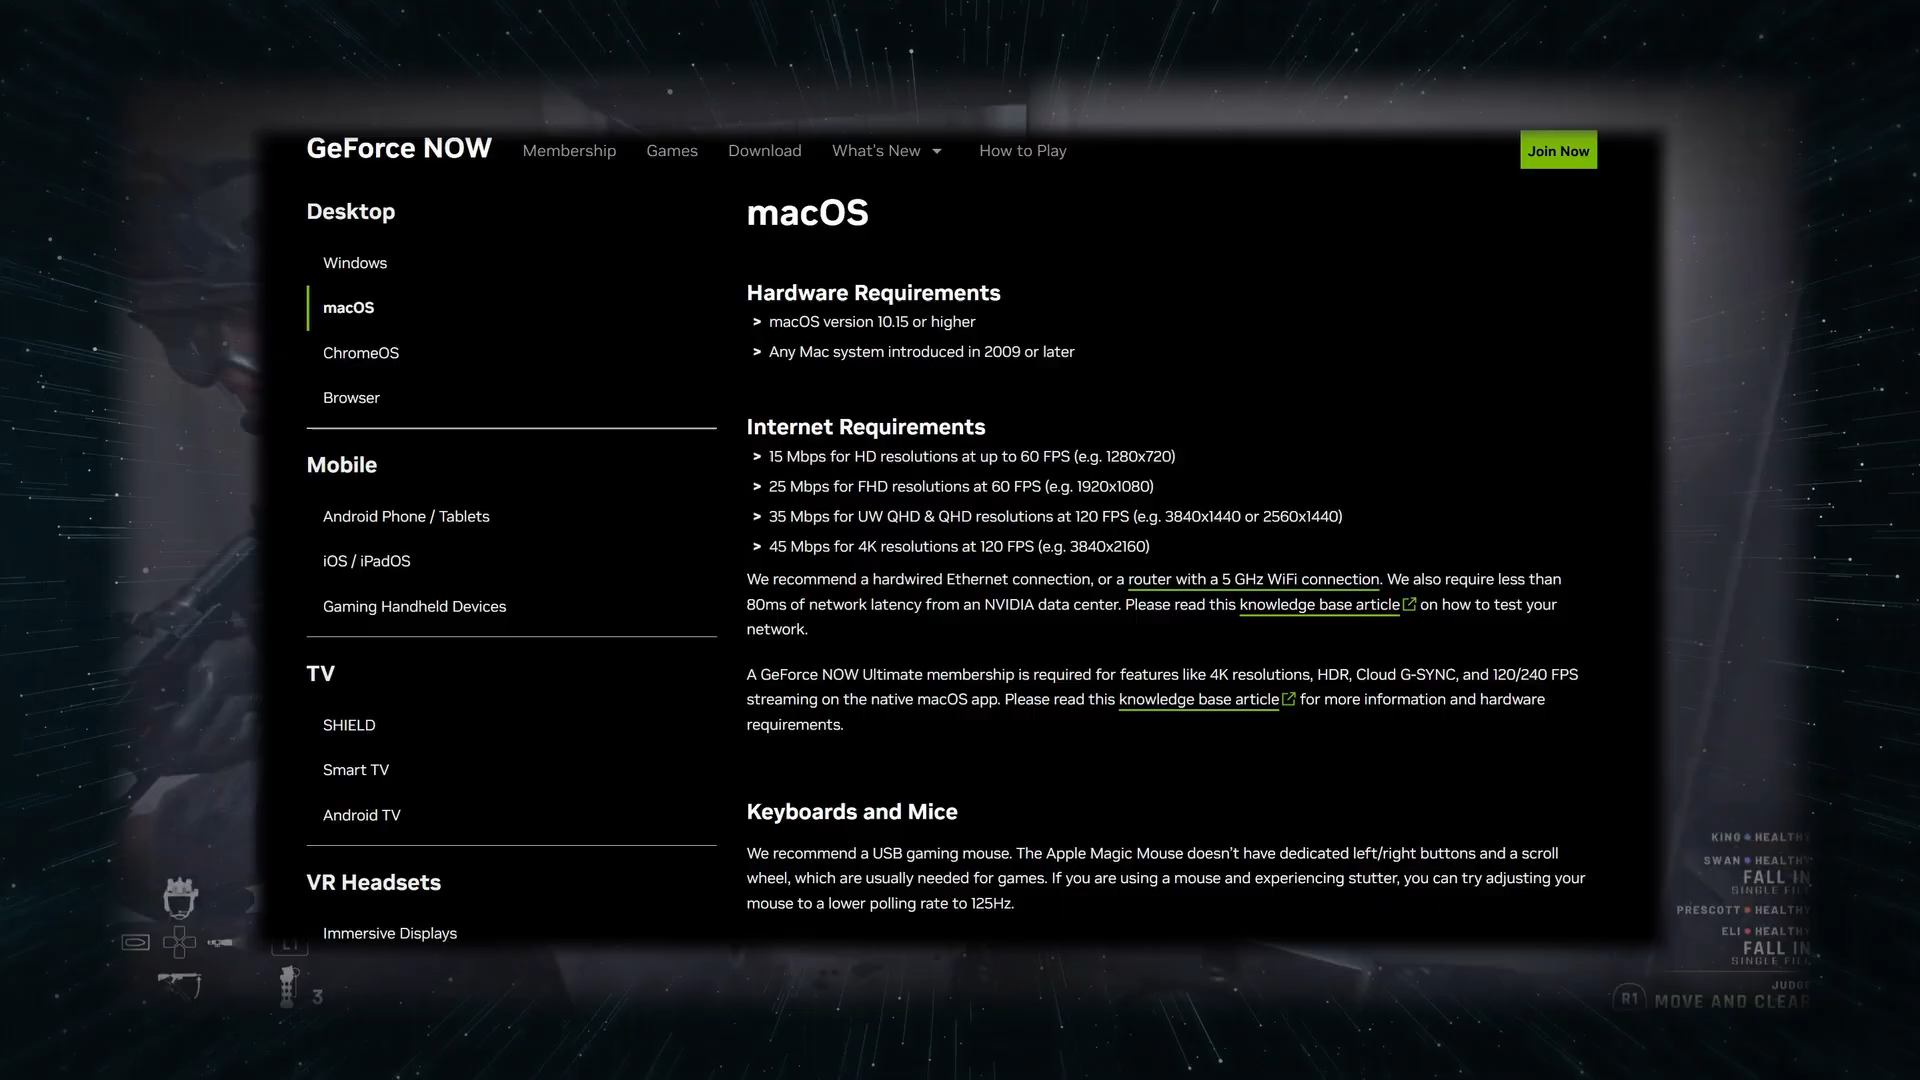 GeForce NOW
Membership
Games
Download
What's New
How to Play
Join Now
Desktop
Windows
macOS
ChromeOS
Browser
Mobile
Android Phone / Tablets
iOS / iPadOS
Gaming Handheld Devices
TV
SHIELD
Smart TV
Android TV
VR Headsets
Immersive Displays
macOS
Hardware Requirements
> macOS version 10.15 or higher
> Any Mac system introduced in 2009 or later
Internet Requirements
> 15 Mbps for HD resolutions at up to 60 FPS (e.g. 1280x720)
> 25 Mbps for FHD resolutions at 60 FPS (e.g. 1920x1080)
> 35 Mbps for UW QHD & QHD resolutions at 120 FPS (e.g. 3840x1440 or 2560x1440)
> 45 Mbps for 4K resolutions at 120 FPS (e.g. 3840x2160)
We recommend a hardwired Ethernet connection, or a router with a 5 GHz WiFi connection. We also require less than
80ms of network latency from an NVIDIA data center. Please read this knowledge base article on how to test your
network.
A GeForce NOW Ultimate membership is required for features like 4K resolutions, HDR, Cloud G-SYNC, and 120/240 FPS
streaming on the native macOS app. Please read this knowledge base article for more information and hardware
requirements.
Keyboards and Mice
We recommend a USB gaming mouse. The Apple Magic Mouse doesn't have dedicated left/right buttons and a scroll
wheel, which are usually needed for games. If you are using a mouse and experiencing stutter, you can try adjusting your
mouse to a lower polling rate to 125Hz.
L1
3
KING HEALTHY
SWAN HEALTHY
FALL IN
SINGLE FILE
PRESCOTT HEALTHY
ELI HEALTHY
FALL IN
SINGLE FILE
JUDGE
R1 MOVE AND CLEAR